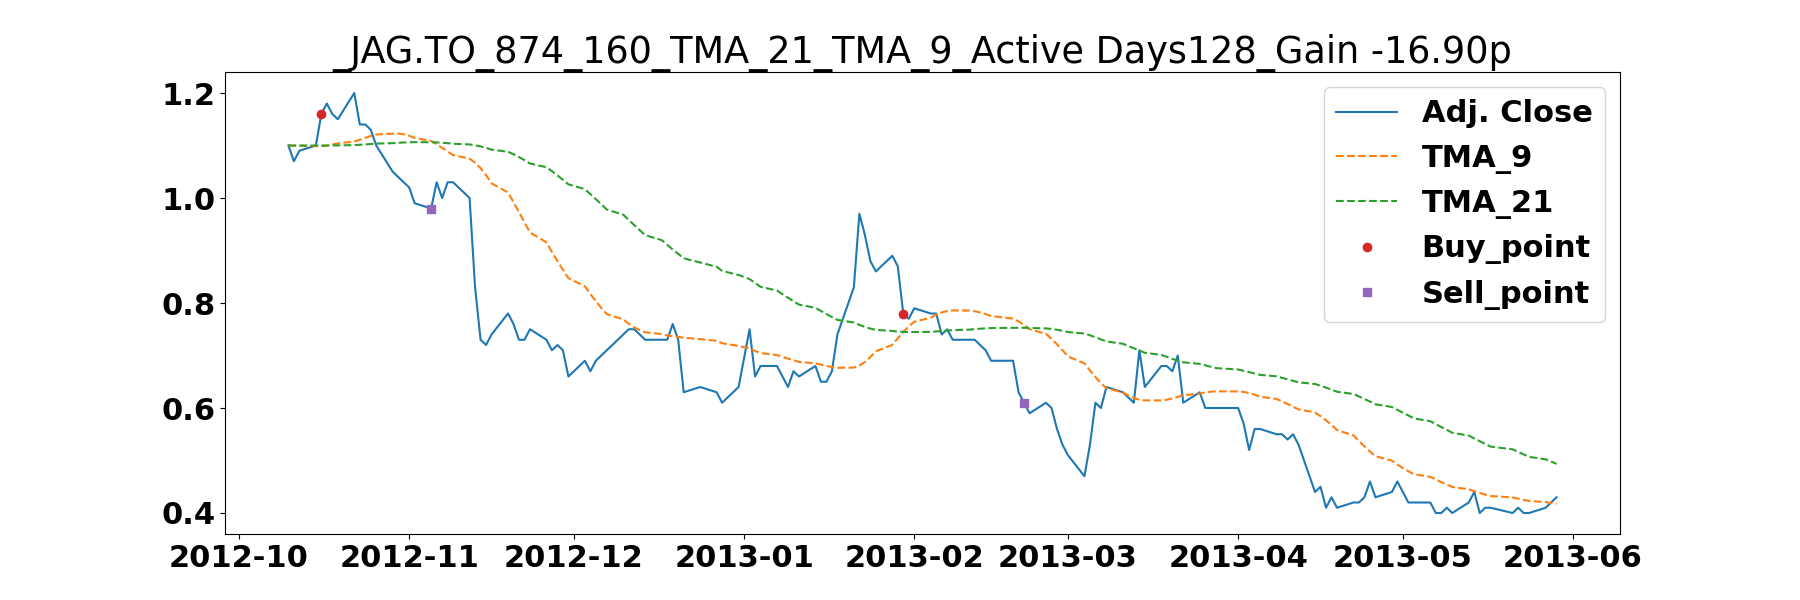 _JAG.TO_874_160_TMA_21_TMA_9_Active Days128_Gain -16.90p
1.2
1.0
0.8
0.6
0.4
Adj. Close
TMA_9
TMA_21
Buy_point
Sell_point
2012-10 2012-11 2012-12 2013-01 2013-02 2013-03 2013-04 2013-05 2013-06